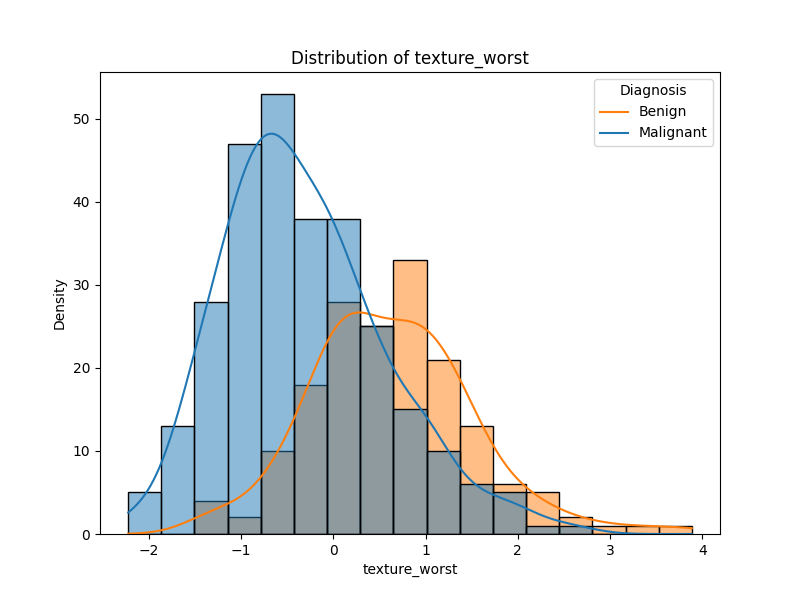 Distribution of texture_worst
Diagnosis
Benign
Malignant
Density
50
40
30
20
10
0
−2
−1
0
1
2
3
4
texture_worst